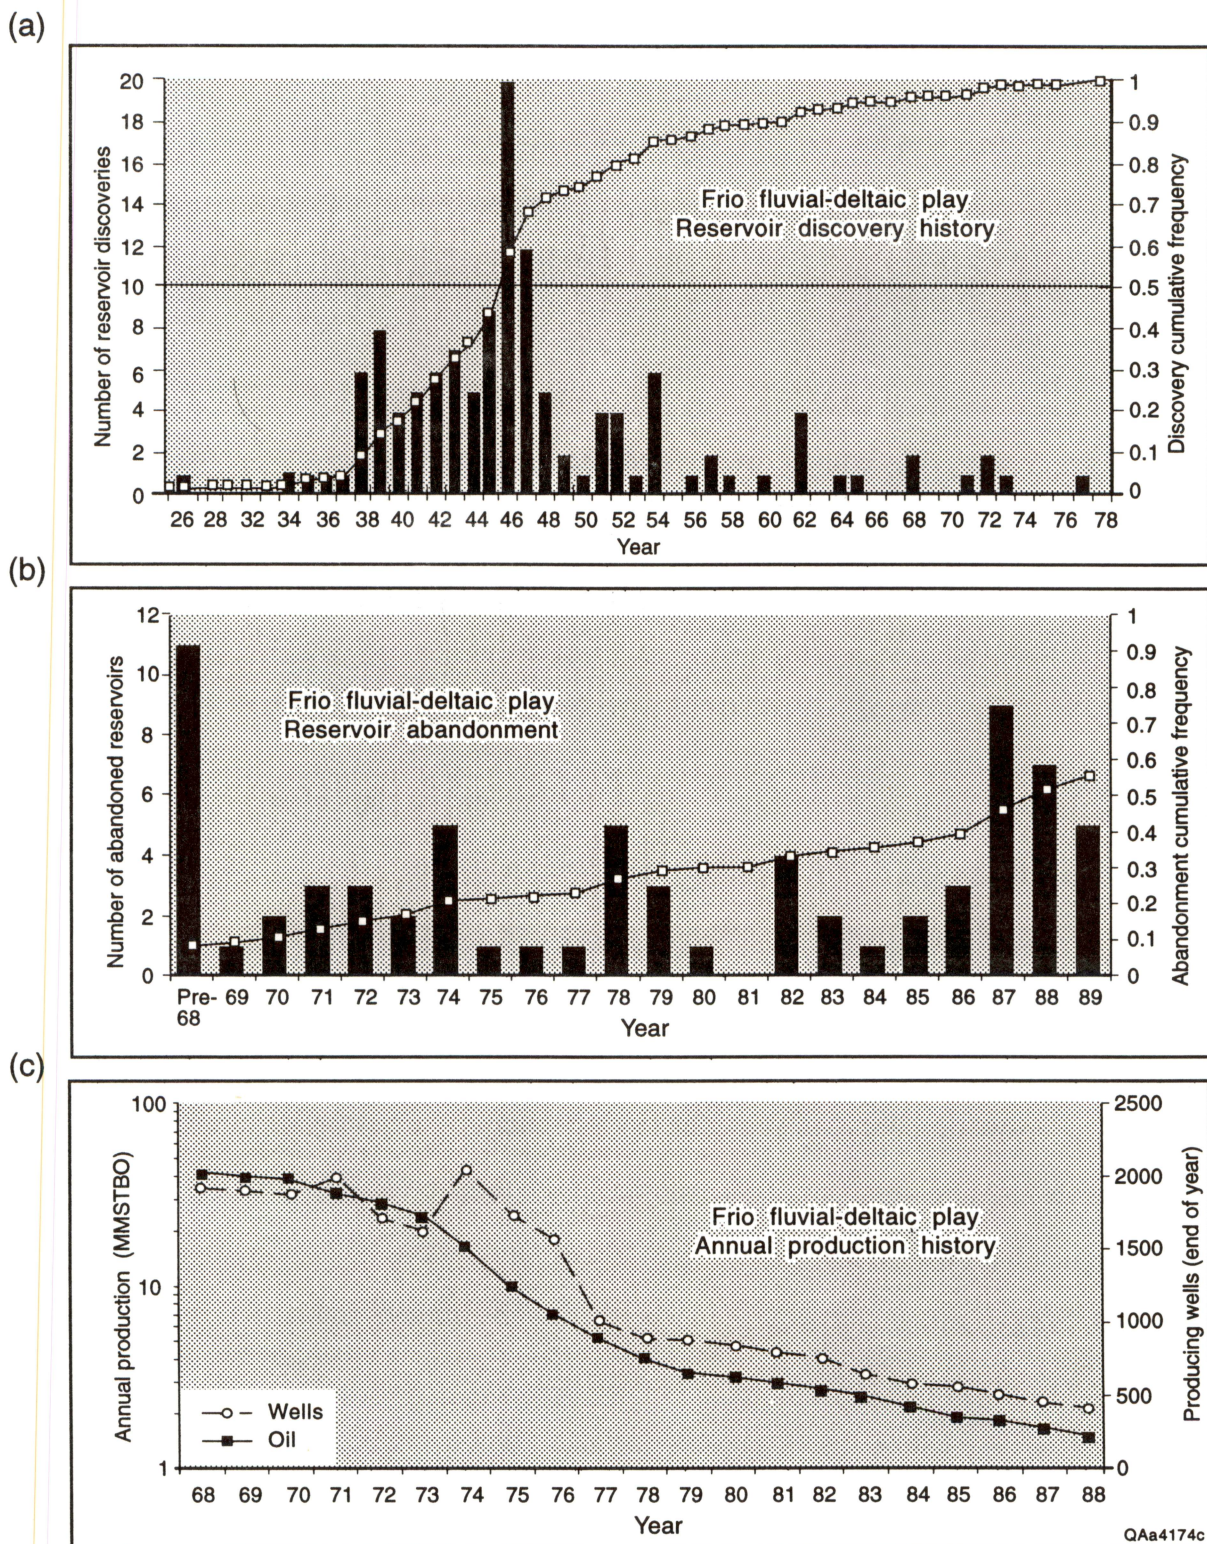 (a)
20
18
16
14
12
10
8
6
4
2
0
Number of reservoir discoveries
Frio fluvial-deltaic play
Reservoir discovery history
1
0.9
0.8
0.7
0.6
0.5
0.4
0.3
0.2
0.1
0
Discovery cumulative frequency
26 28 32 34 36 38 40 42 44 46 48 50 52 54 56 58 60 62 64 66 68 70 72 74 76 78
Year
(b)
12
10
8
6
4
2
0
Number of abandoned reservoirs
Frio fluvial-deltaic play
Reservoir abandonment
1
0.9
0.8
0.7
0.6
0.5
0.4
0.3
0.2
0.1
0
Abandonment cumulative frequency
Pre- 69 70 71 72 73 74 75 76 77 78 79 80 81 82 83 84 85 86 87 88 89
68
Year
(c)
100
10
1
Annual production (MMSTBO)
Frio fluvial-deltaic play
Annual production history
Wells
Oil
2500
2000
1500
1000
500
0
Producing wells (end of year)
68 69 70 71 72 73 74 75 76 77 78 79 80 81 82 83 84 85 86 87 88
Year
QAa4174c